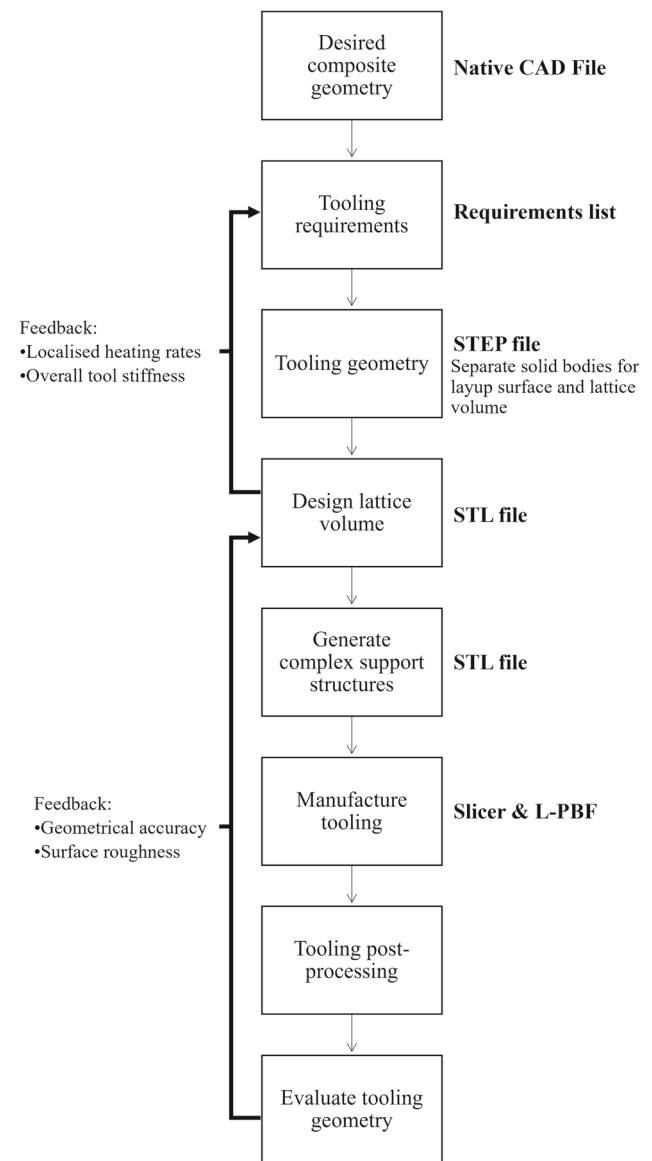 Desired
composite
geometry
Native CAD File
Tooling
requirements
Requirements list
Feedback:
•Localised heating rates
•Overall tool stiffness
Tooling geometry
STEP file
Separate solid bodies for
layup surface and lattice
volume
Design lattice
volume
STL file
Generate
complex support
structures
STL file
Feedback:
•Geometrical accuracy
•Surface roughness
Manufacture
tooling
Slicer & L-PBF
Tooling post-
processing
Evaluate tooling
geometry